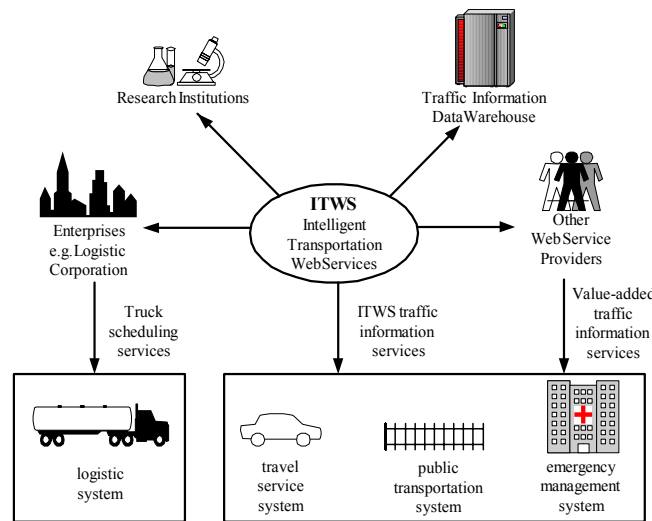 Research Institutions
Traffic Information
DataWarehouse
ITWS
Intelligent
Transportation
WebServices
Enterprises
e.g.Logistic
Corporation
Other
WebService
Providers
Truck
scheduling
services
ITWS traffic
information
services
Value-added
traffic
information
services
logistic
system
travel
service
system
public
transportation
system
emergency
management
system